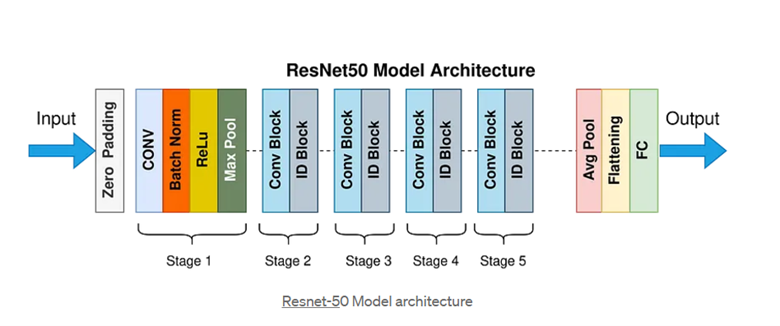 ResNet50 Model Architecture
Input
Zero Padding
CONV
Batch Norm
ReLu
Max Pool
Conv Block
ID Block
Conv Block
ID Block
Conv Block
ID Block
Conv Block
ID Block
Avg Pool
Flattening
FC
Output
Stage 1
Stage 2
Stage 3
Stage 4
Stage 5
Resnet-50 Model architecture